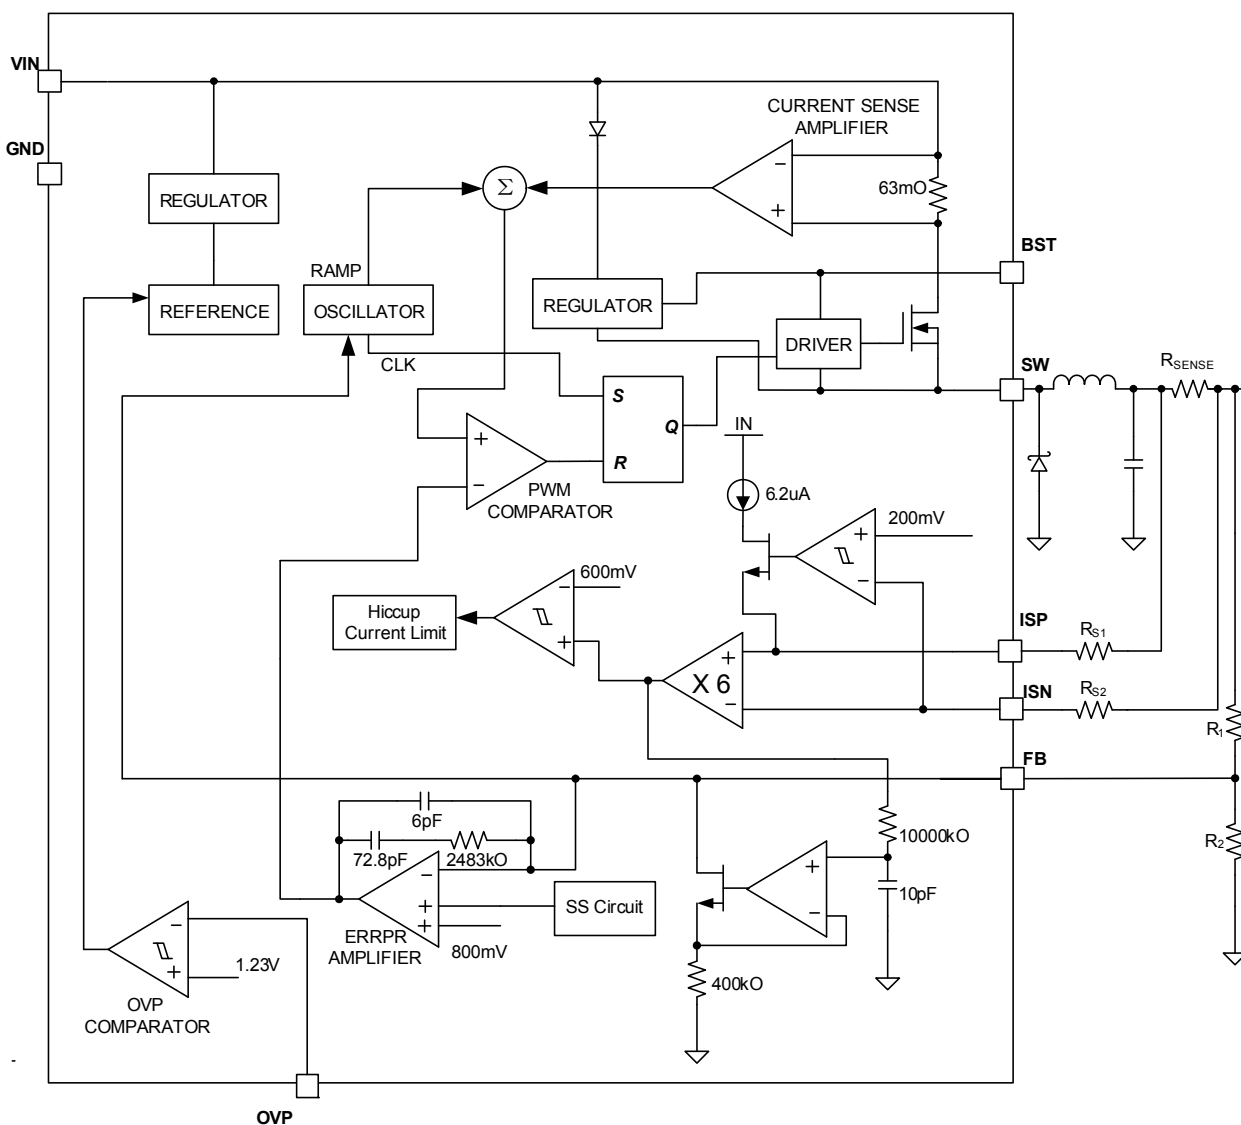 VIN
CURRENT SENSE
AMPLIFIER
GND
-
Σ
63mO
REGULATOR
+
BST
RAMP
REFERENCE
OSCILLATOR
REGULATOR
DRIVER
CLK
SW
RSENSE
S
IN
+
Q
R
-
PWM
COMPARATOR
6.2uA
200mV
+
600mV
-
-
Hiccup
Current Limit
+
ISP
RS1
+
X 6
-
ISN
RS2
R1
FB
6pF
10000kO
72.8pF
2483kO
R2
-
+
10pF
+
SS Circuit
-
+
800mV
ERRPR
AMPLIFIER
-
1.23V
+
400kO
OVP
COMPARATOR
-
OVP